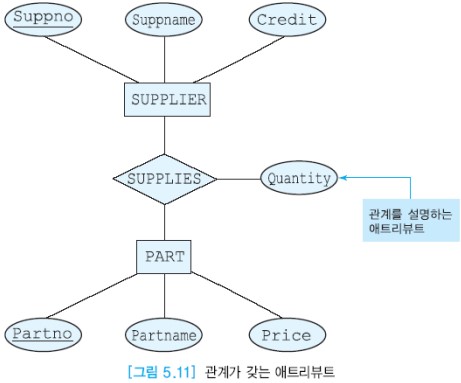 Suppno
Suppname
Credit
SUPPLIER
SUPPLIES
Quantity
관계를 설명하는
애트리뷰트
PART
Partno
Partname
Price
[그림 5.11] 관계가 갖는 애트리뷰트